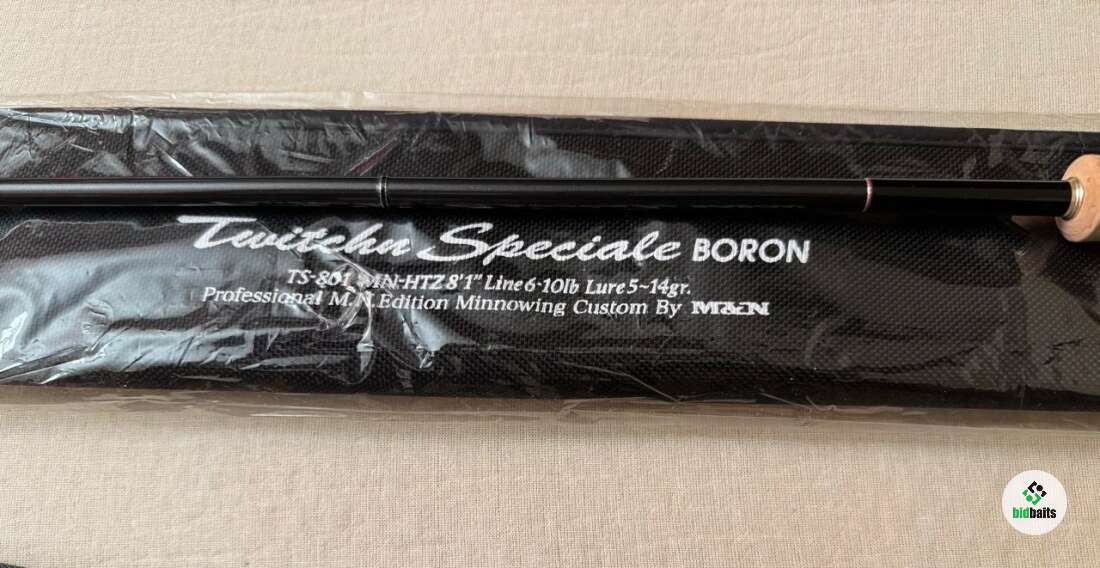 Twitchn Speciale BORON
TS-801 MN-HTZ 8'1" Line 6-10lb Lure 5~14gr.
Professional M.N.Edition Minnowing Custom By M&N
bidbaits